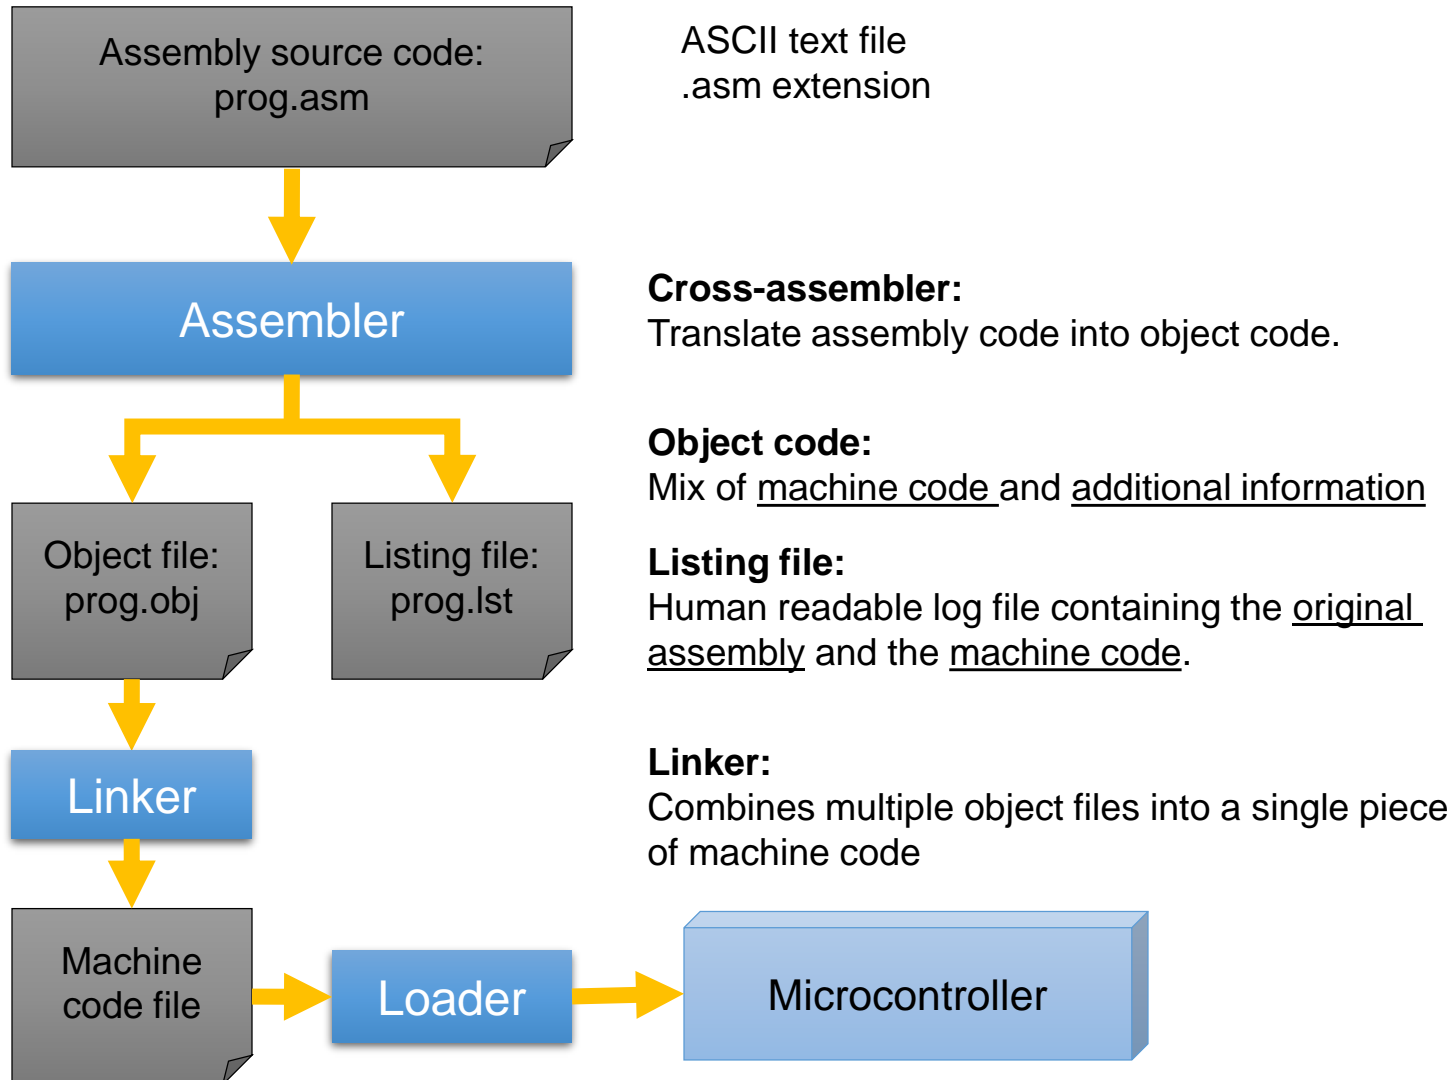 Assembly source code:
prog.asm
ASCII text file
.asm extension
Assembler
Cross-assembler:
Translate assembly code into object code.
Object code:
Mix of machine code and additional information
Object file:
prog.obj
Listing file:
prog.lst
Listing file:
Human readable log file containing the original
assembly and the machine code.
Linker
Linker:
Combines multiple object files into a single piece
of machine code
Machine
code file
Loader
Microcontroller